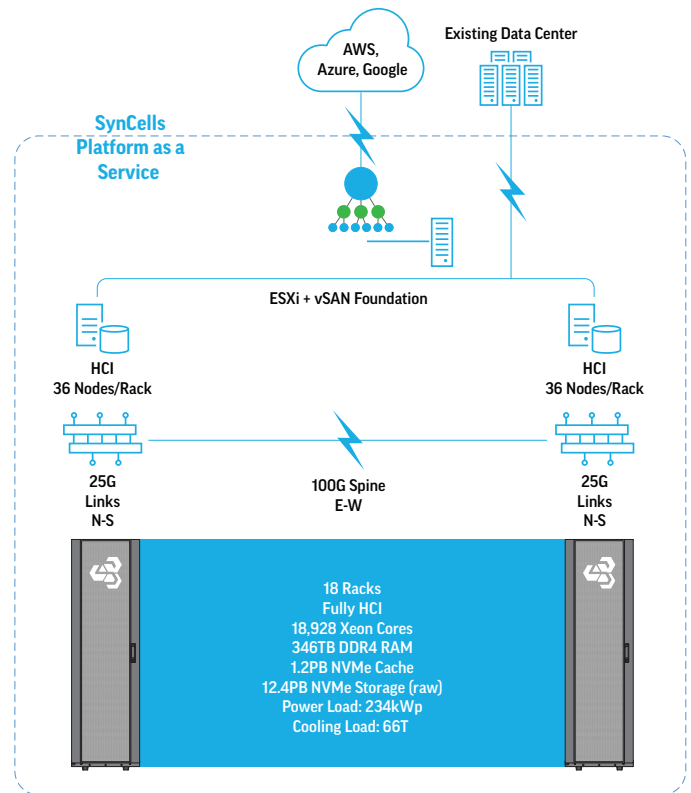 AWS,
Azure, Google
Existing Data Center
SynCells
Platform as a
Service
ESXi + vSAN Foundation
HCI
36 Nodes/Rack
HCI
36 Nodes/Rack
25G
Links
N-S
100G Spine
E-W
25G
Links
N-S
18 Racks
Fully HCI
18,928 Xeon Cores
346TB DDR4 RAM
1.2PB NVMe Cache
12.4PB NVMe Storage (raw)
Power Load: 234kWp
Cooling Load: 66T